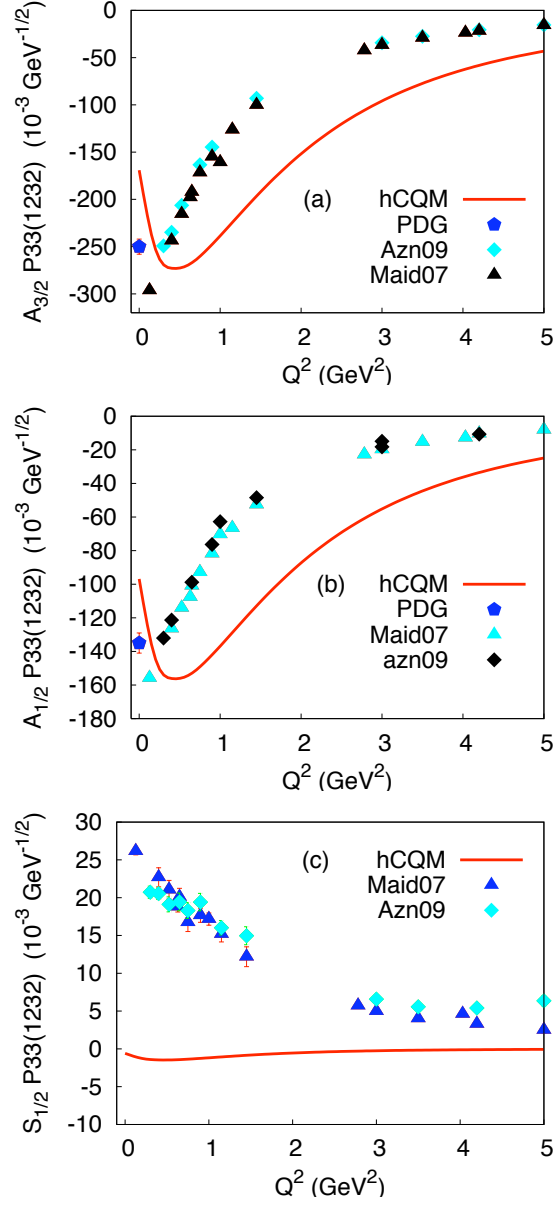 0
-50
-100
-150
-200
-250
-300
A3/2 P33(1232) (10-3 GeV-1/2)
(a)
hCQM
PDG
Azn09
Maid07
0 1 2 3 4 5
Q2 (GeV2)
0
-20
-40
-60
-80
-100
-120
-140
-160
-180
A1/2 P33(1232) (10-3 GeV-1/2)
(b)
hCQM
PDG
Maid07
azn09
0 1 2 3 4 5
Q2 (GeV2)
30
25
20
15
10
5
0
-5
-10
S1/2 P33(1232) (10-3 GeV-1/2)
(c)
hCQM
Maid07
Azn09
0 1 2 3 4 5
Q2 (GeV2)